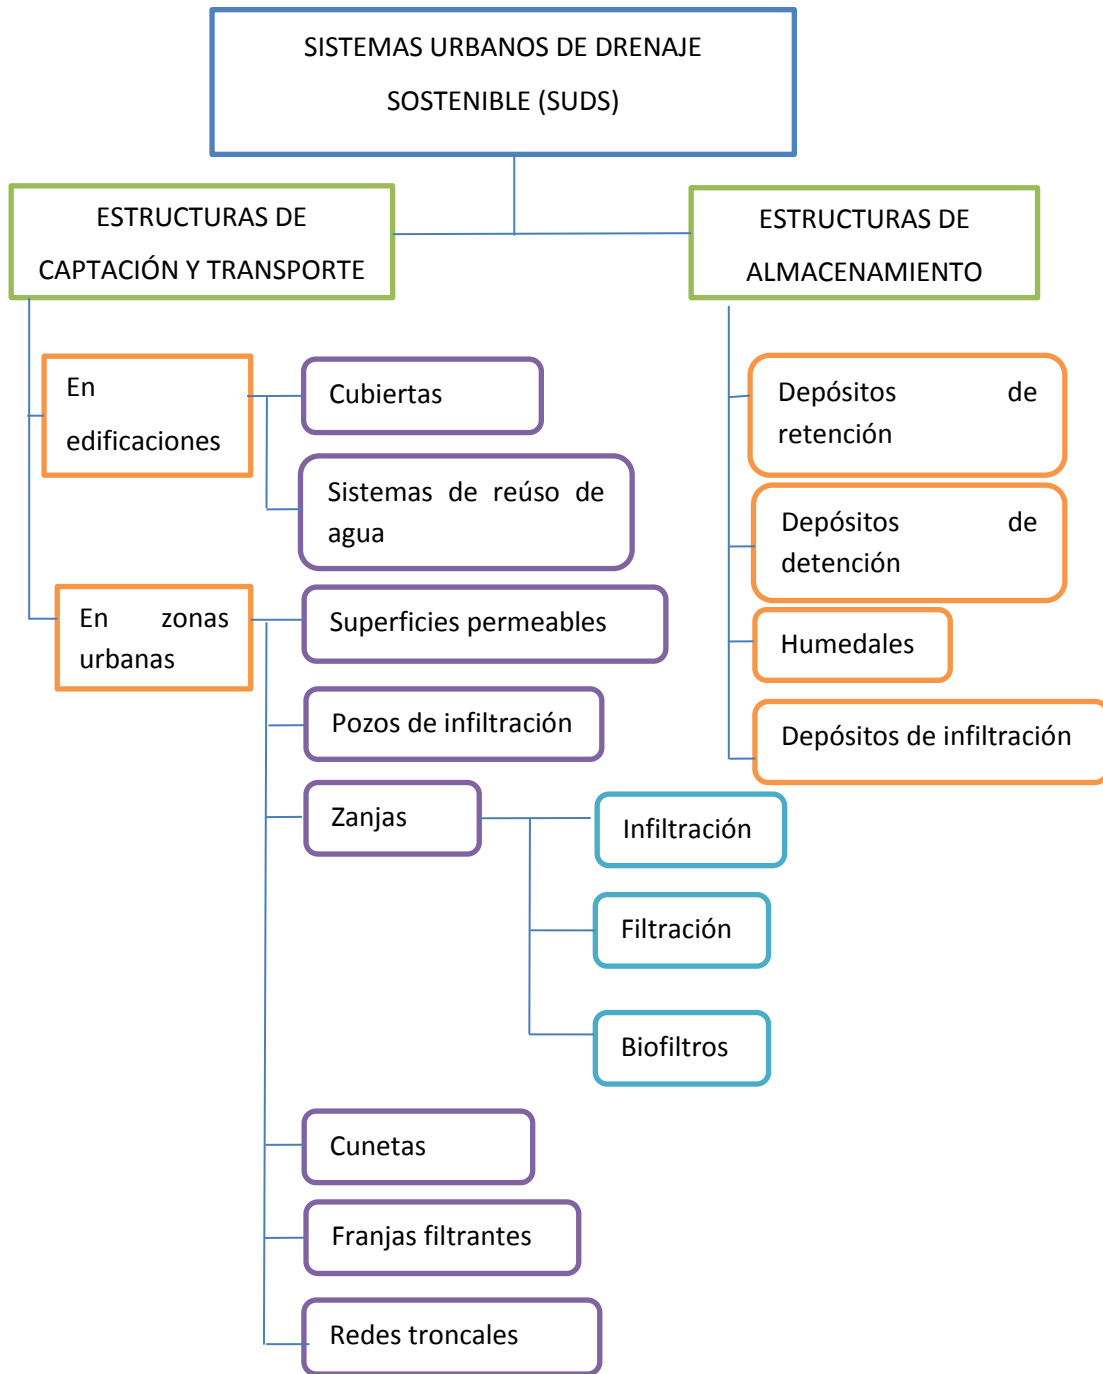 SISTEMAS URBANOS DE DRENAJE
SOSTENIBLE (SUDS)
ESTRUCTURAS DE
CAPTACIÓN Y TRANSPORTE
En
edificaciones
Cubiertas
Sistemas de reúso de
agua
En zonas
urbanas
Superficies permeables
Pozos de infiltración
Zanjas
Infiltración
Filtración
Biofiltros
Cunetas
Franjas filtrantes
Redes troncales
ESTRUCTURAS DE
ALMACENAMIENTO
Depósitos de
retención
Depósitos de
detención
Humedales
Depósitos de infiltración